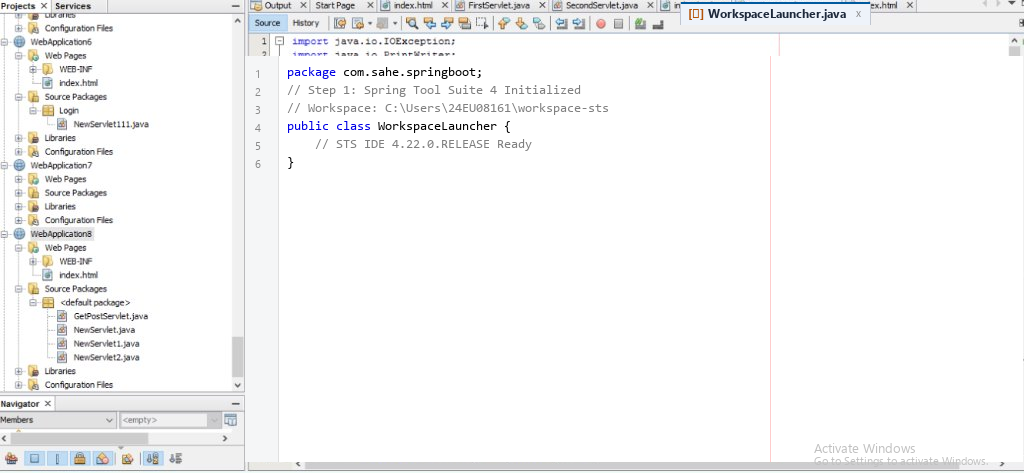 Projects
Services
Libraries
Configuration Files
WebApplication6
Web Pages
WEB-INF
index.html
Source Packages
Login
NewServlet111.java
Libraries
Configuration Files
WebApplication7
Web Pages
Source Packages
Libraries
Configuration Files
WebApplication8
Web Pages
WEB-INF
index.html
Source Packages
<default package>
GetPostServlet.java
NewServlet.java
NewServlet1.java
NewServlet2.java
Libraries
Configuration Files
Navigator
Members
<empty>
Output
Start Page
index.html
FirstServlet.java
SecondServlet.java
WorkspaceLauncher.java x
Source
History
1 import java.io.IOException;
2 import java.io.PrintWriter;
1 package com.sahe.springboot;
2 // Step 1: Spring Tool Suite 4 Initialized
3 // Workspace: C:\Users\24EU08161\workspace-sts
4 public class WorkspaceLauncher {
5 // STS IDE 4.22.0.RELEASE Ready
6 }
Activate Windows
Go to Settings to activate Windows.